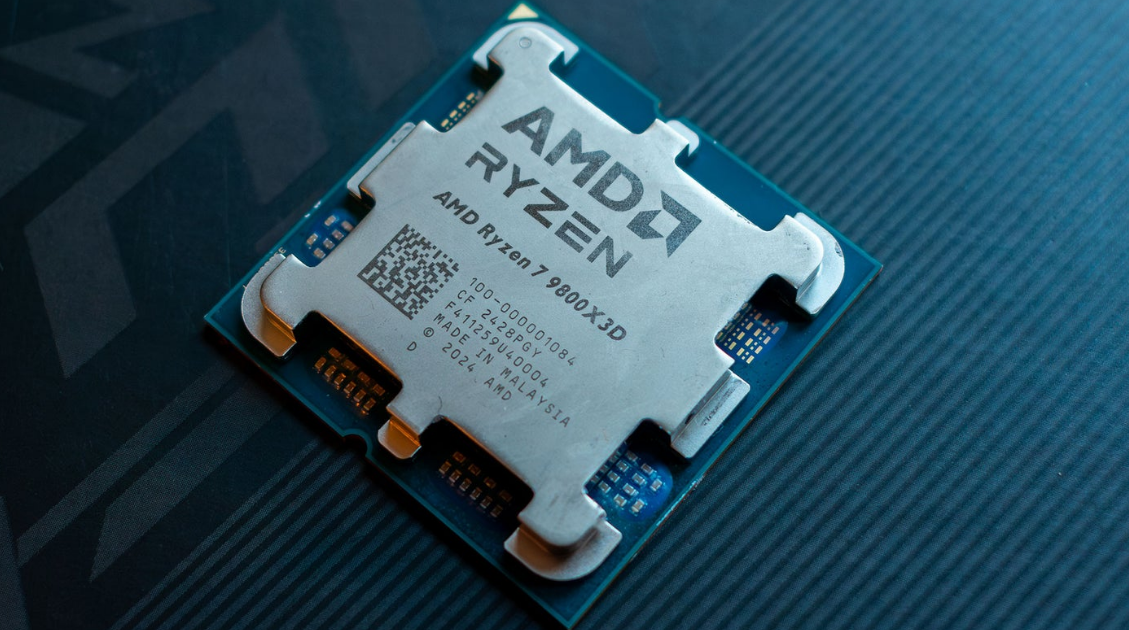 AMD
RYZEN
AMD Ryzen 7 9800X3D
100-000001084
CF 2428PGY
F411259U40004
MADE IN MALAYSIA
© 2024 AMD
D